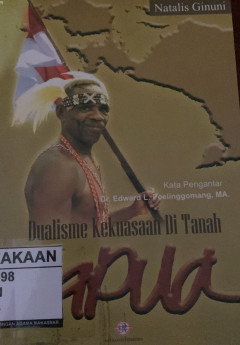 Natalis Ginuni
Kata Pengantar
Dr. Edward L. Poelinggomang, MA.
Dualisme Kekuasaan Di Tanah
Papua
AKAAN
98